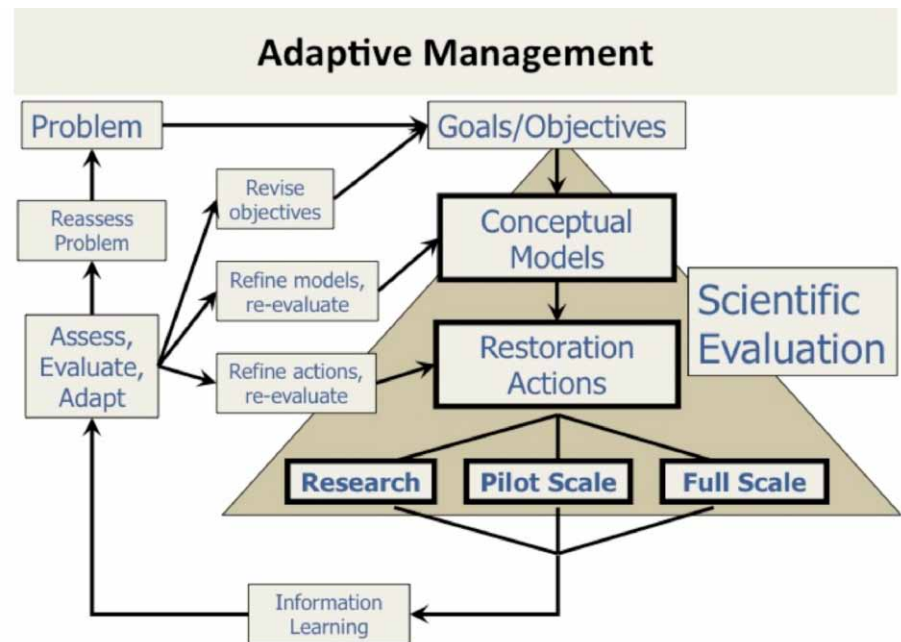 Adaptive Management
Problem
Goals/Objectives
Revise
objectives
Reassess
Problem
Conceptual
Models
Refine models,
re-evaluate
Scientific
Evaluation
Assess,
Evaluate,
Adapt
Restoration
Actions
Refine actions,
re-evaluate
Research
Pilot Scale
Full Scale
Information
Learning